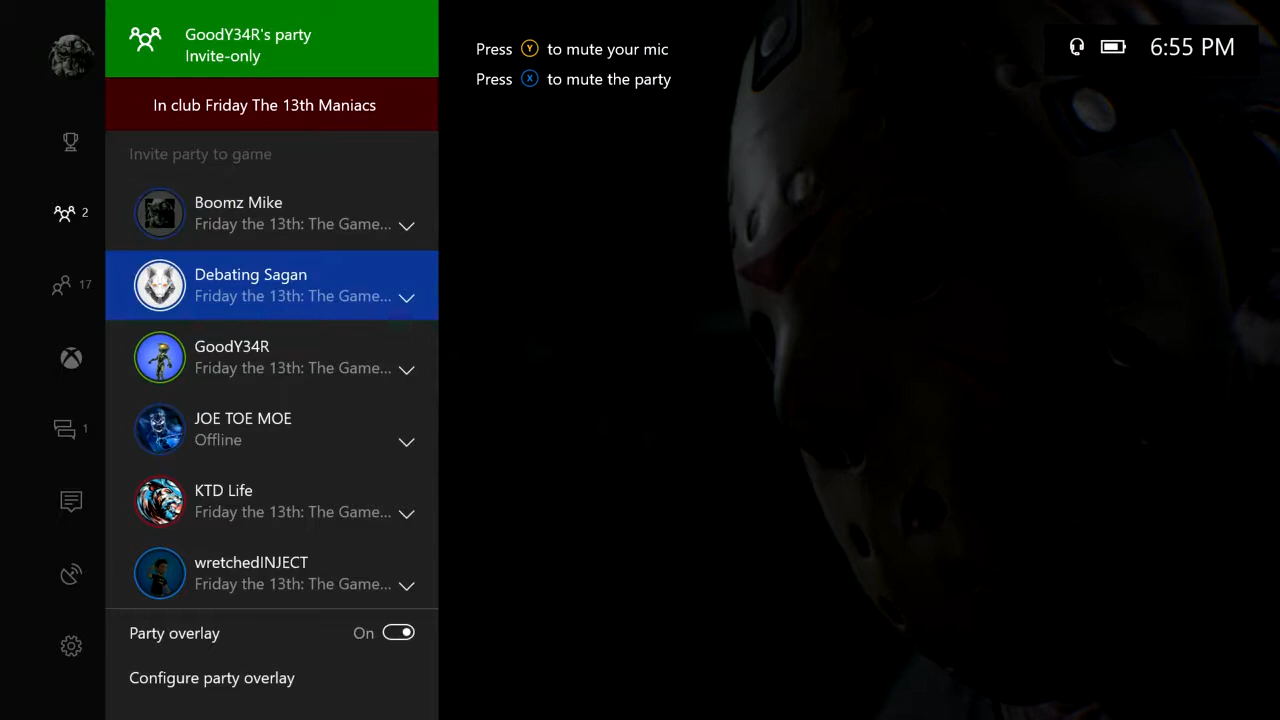 GoodY34R's party
Invite-only
In club Friday The 13th Maniacs
Invite party to game
Boomz Mike
Friday the 13th: The Game...
Debating Sagan
Friday the 13th: The Game...
GoodY34R
Friday the 13th: The Game...
JOE TOE MOE
Offline
KTD Life
Friday the 13th: The Game...
wretchedINJECT
Friday the 13th: The Game...
Party overlay On
Configure party overlay
2
17
1
Press Y to mute your mic
Press X to mute the party
6:55 PM